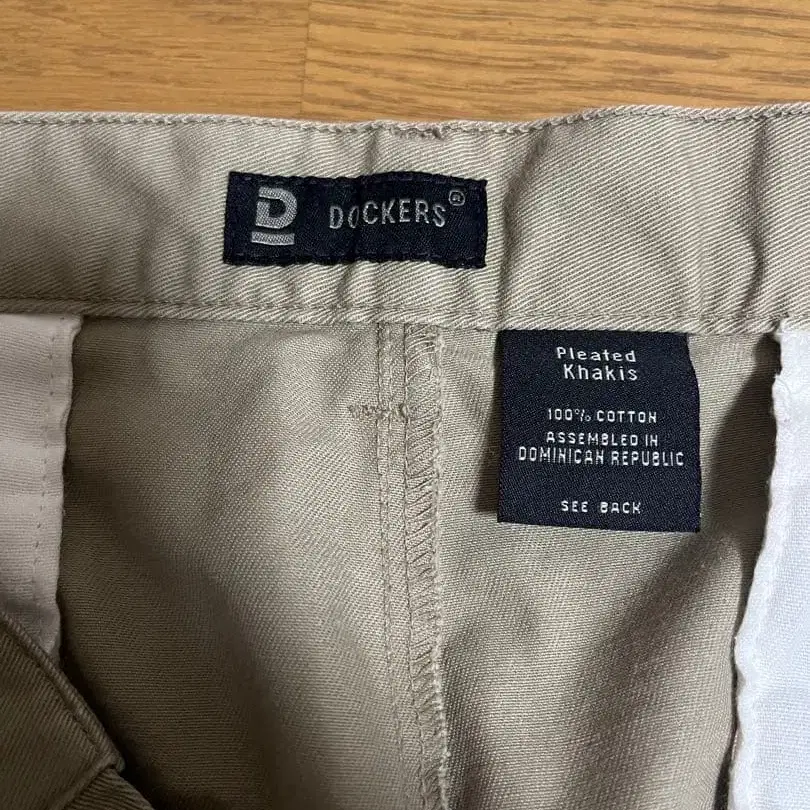 D DOCKERS®
Pleated
Khakis
100% COTTON
ASSEMBLED IN
DOMINICAN REPUBLIC
SEE BACK